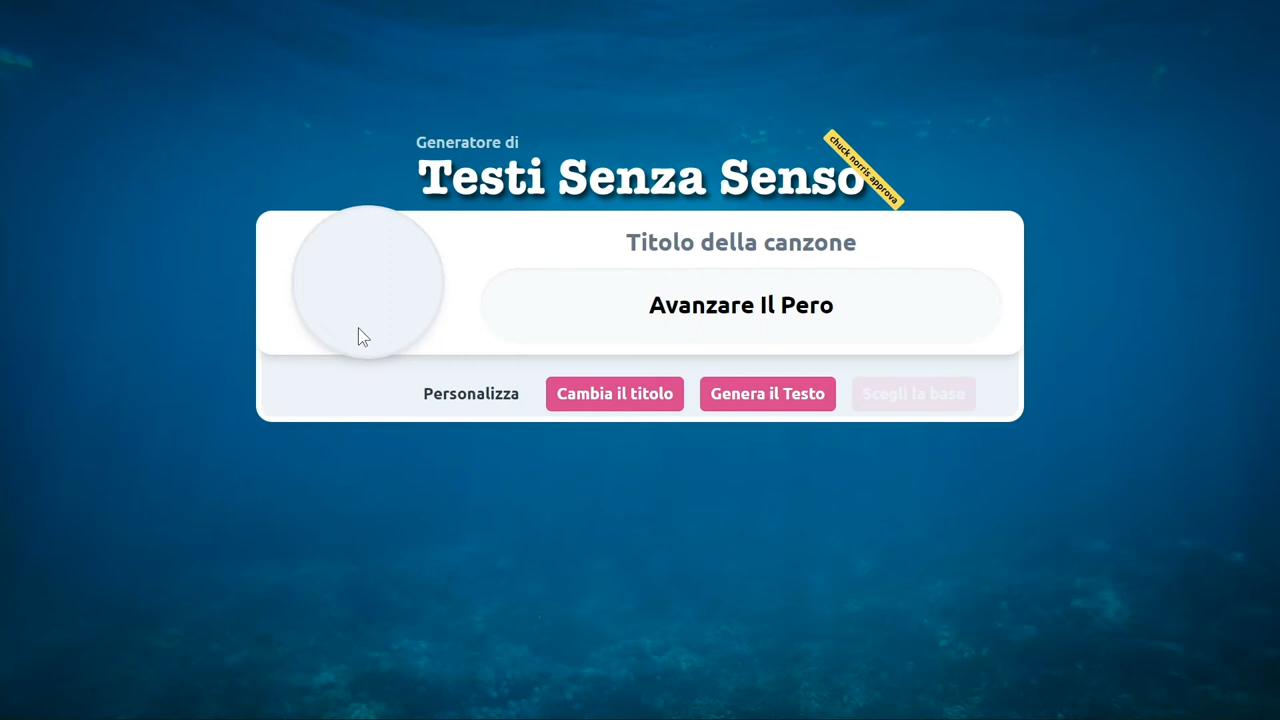 Generatore di
Testi Senza Senso
chuck norris approva
Titolo della canzone
Avanzare Il Pero
Personalizza
Cambia il titolo
Genera il Testo
Scegli la base